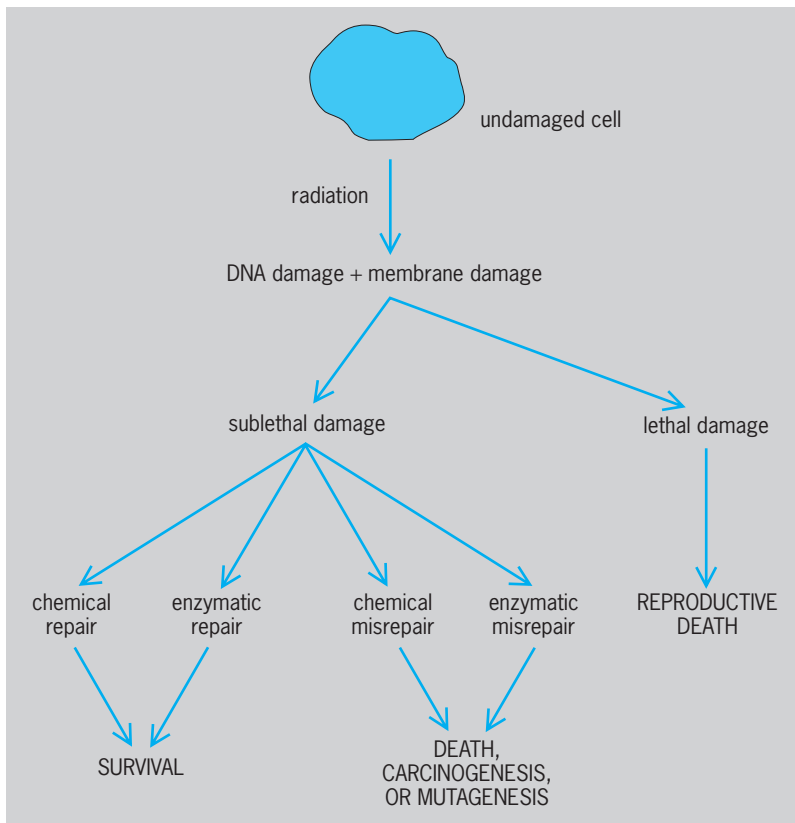 undamaged cell
radiation
DNA damage + membrane damage
sublethal damage
lethal damage
chemical
repair
enzymatic
repair
chemical
misrepair
enzymatic
misrepair
REPRODUCTIVE
DEATH
SURVIVAL
DEATH,
CARCINOGENESIS,
OR MUTAGENESIS